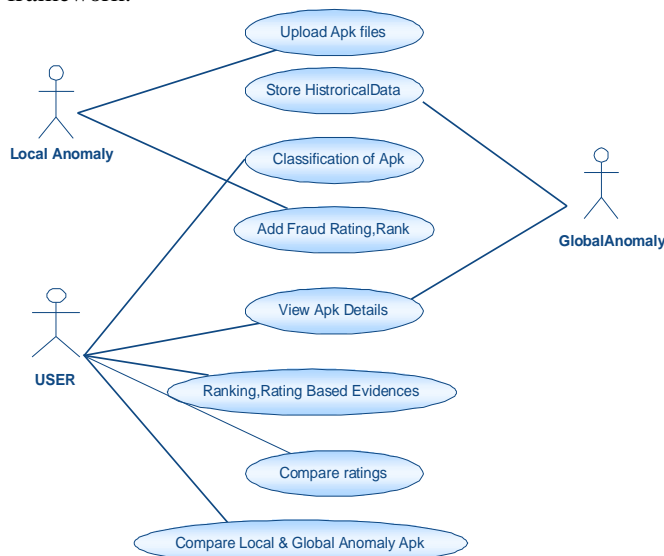 Upload Apk files
Store HistroricalData
Local Anomaly
Classification of Apk
Add Fraud Rating,Rank
GlobalAnomaly
View Apk Details
USER
Ranking,Rating Based Evidences
Compare ratings
Compare Local & Global Anomaly Apk